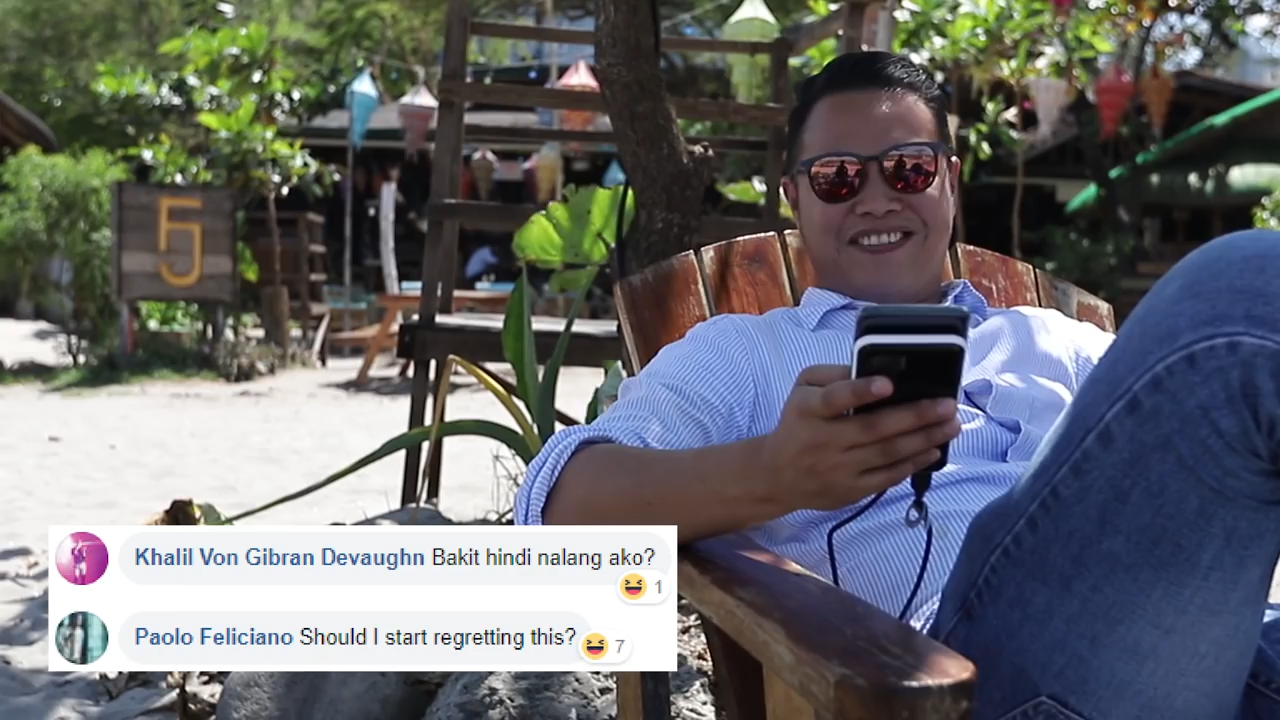 5
Khalil Von Gibran Devaughn Bakit hindi nalang ako?
1
Paolo Feliciano Should I start regretting this?
7